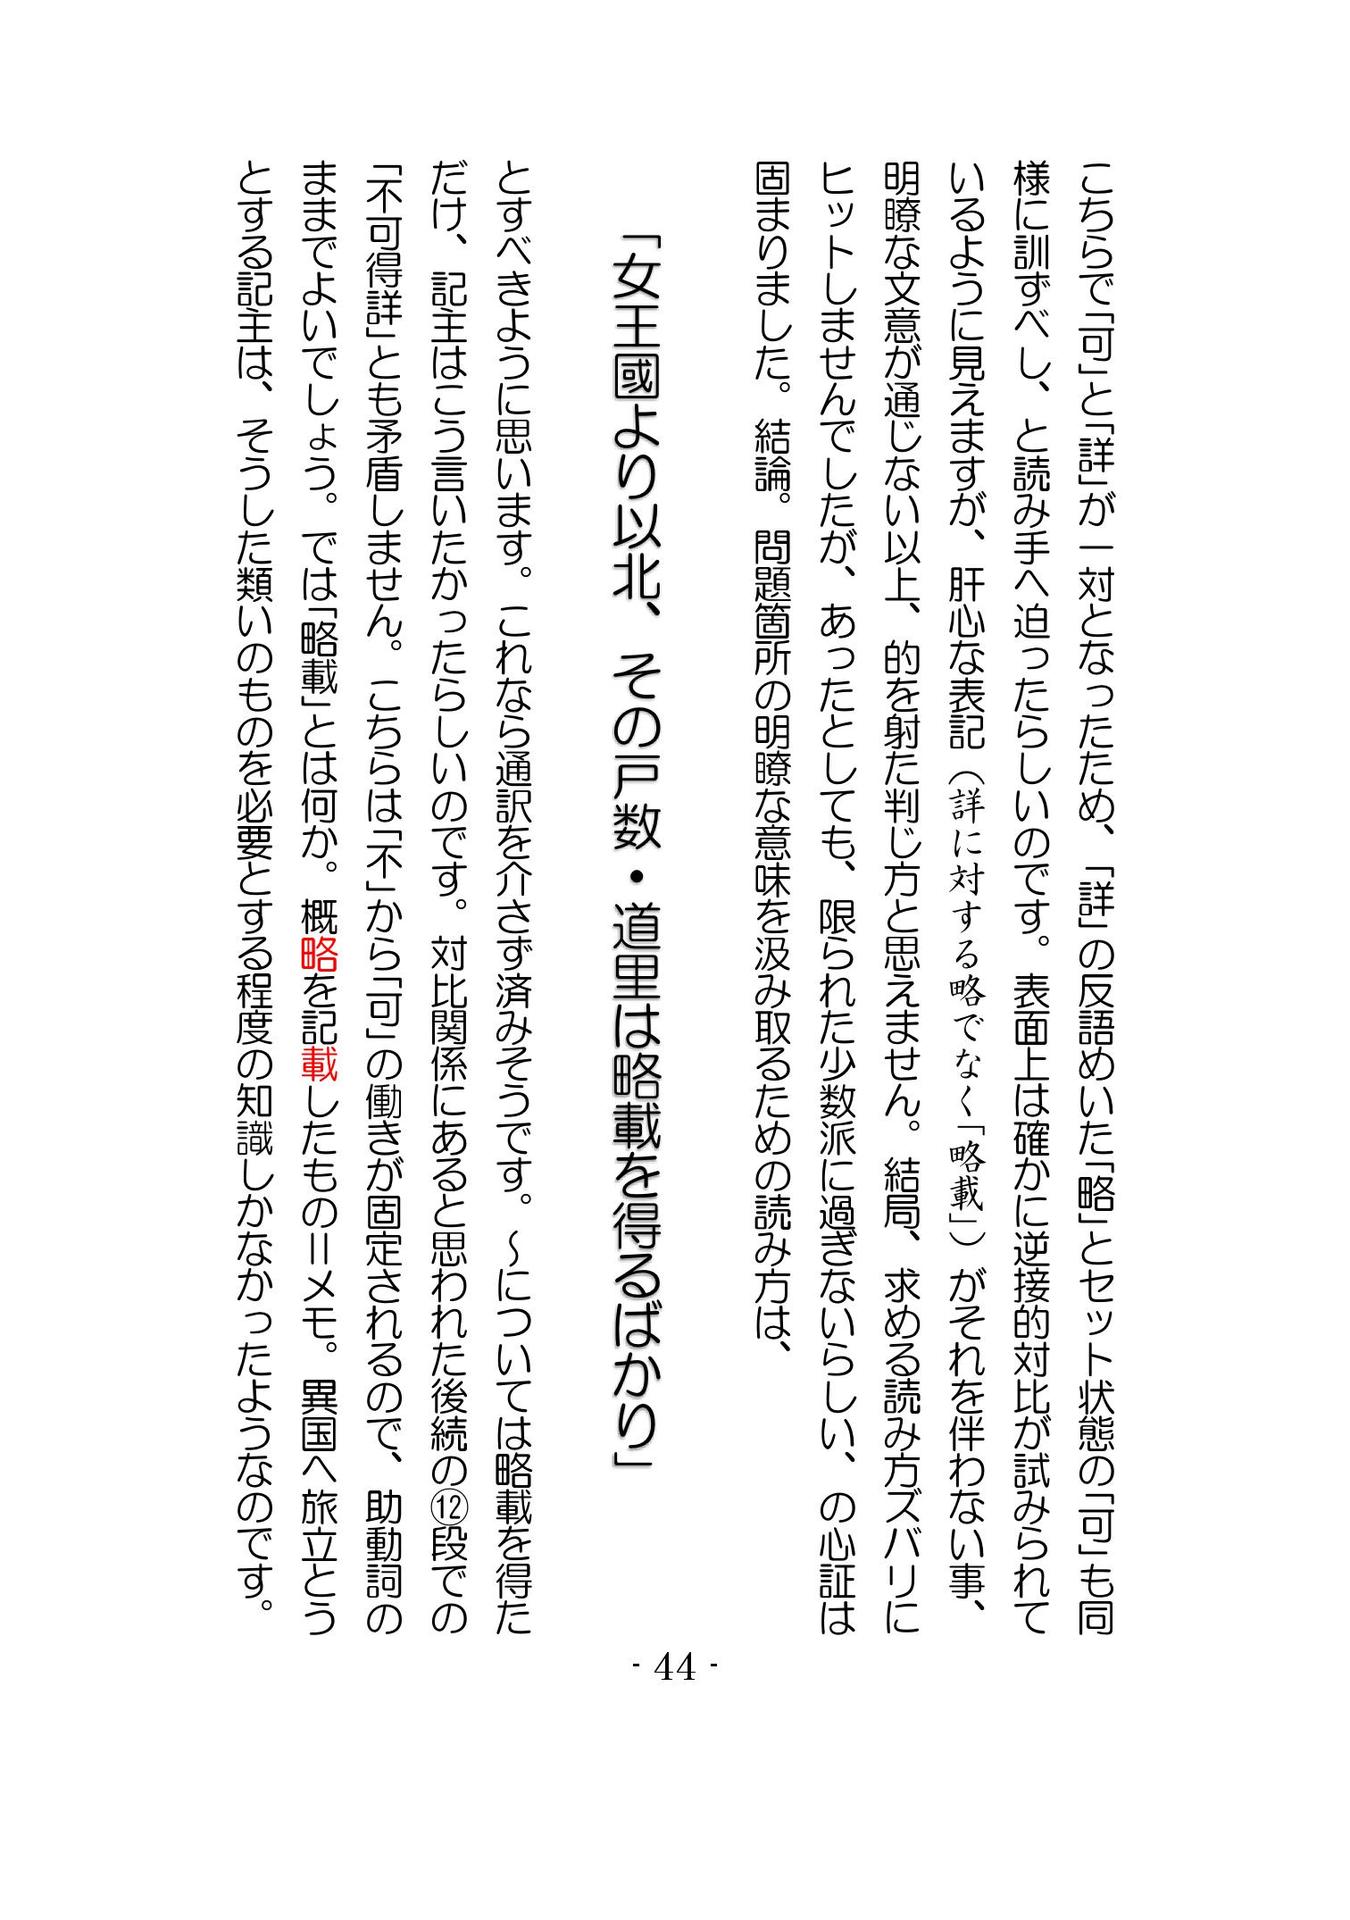 こちらで「可」と「詳」が一対となったため、「詳」の反語めいた「略」とセット状態の「可」も同
様に訓ずべし、と読み手へ迫ったらしいのです。表面上は確かに逆接的対比が試みられて
いるように見えますが、肝心な表記（詳に対する略でなく「略載」）がそれを伴わない事、
明瞭な文意が通じない以上、的を射た判じ方と思えません。結局、求める読み方ズバリに
ヒットしませんでしたが、あったとしても、限られた少数派に過ぎないらしい、の心証は
固まりました。結論。問題箇所の明瞭な意味を汲み取るための読み方は、
「女王國より以北、その戸数・道里は略載を得るばかり」
とすべきように思います。これなら通訳を介さず済みそうです。～については略載を得た
だけ、記主はこう言いたかったらしいのです。対比関係にあると思われた後続の⑫段での
「不可得詳」とも矛盾しません。こちらは「不」から「可」の働きが固定されるので、助動詞の
ままでよいでしょう。では「略載」とは何か。概略を記載したもの＝メモ。異国へ旅立とう
とする記主は、そうした類いのものを必要とする程度の知識しかなかったようなのです。
- 44 -